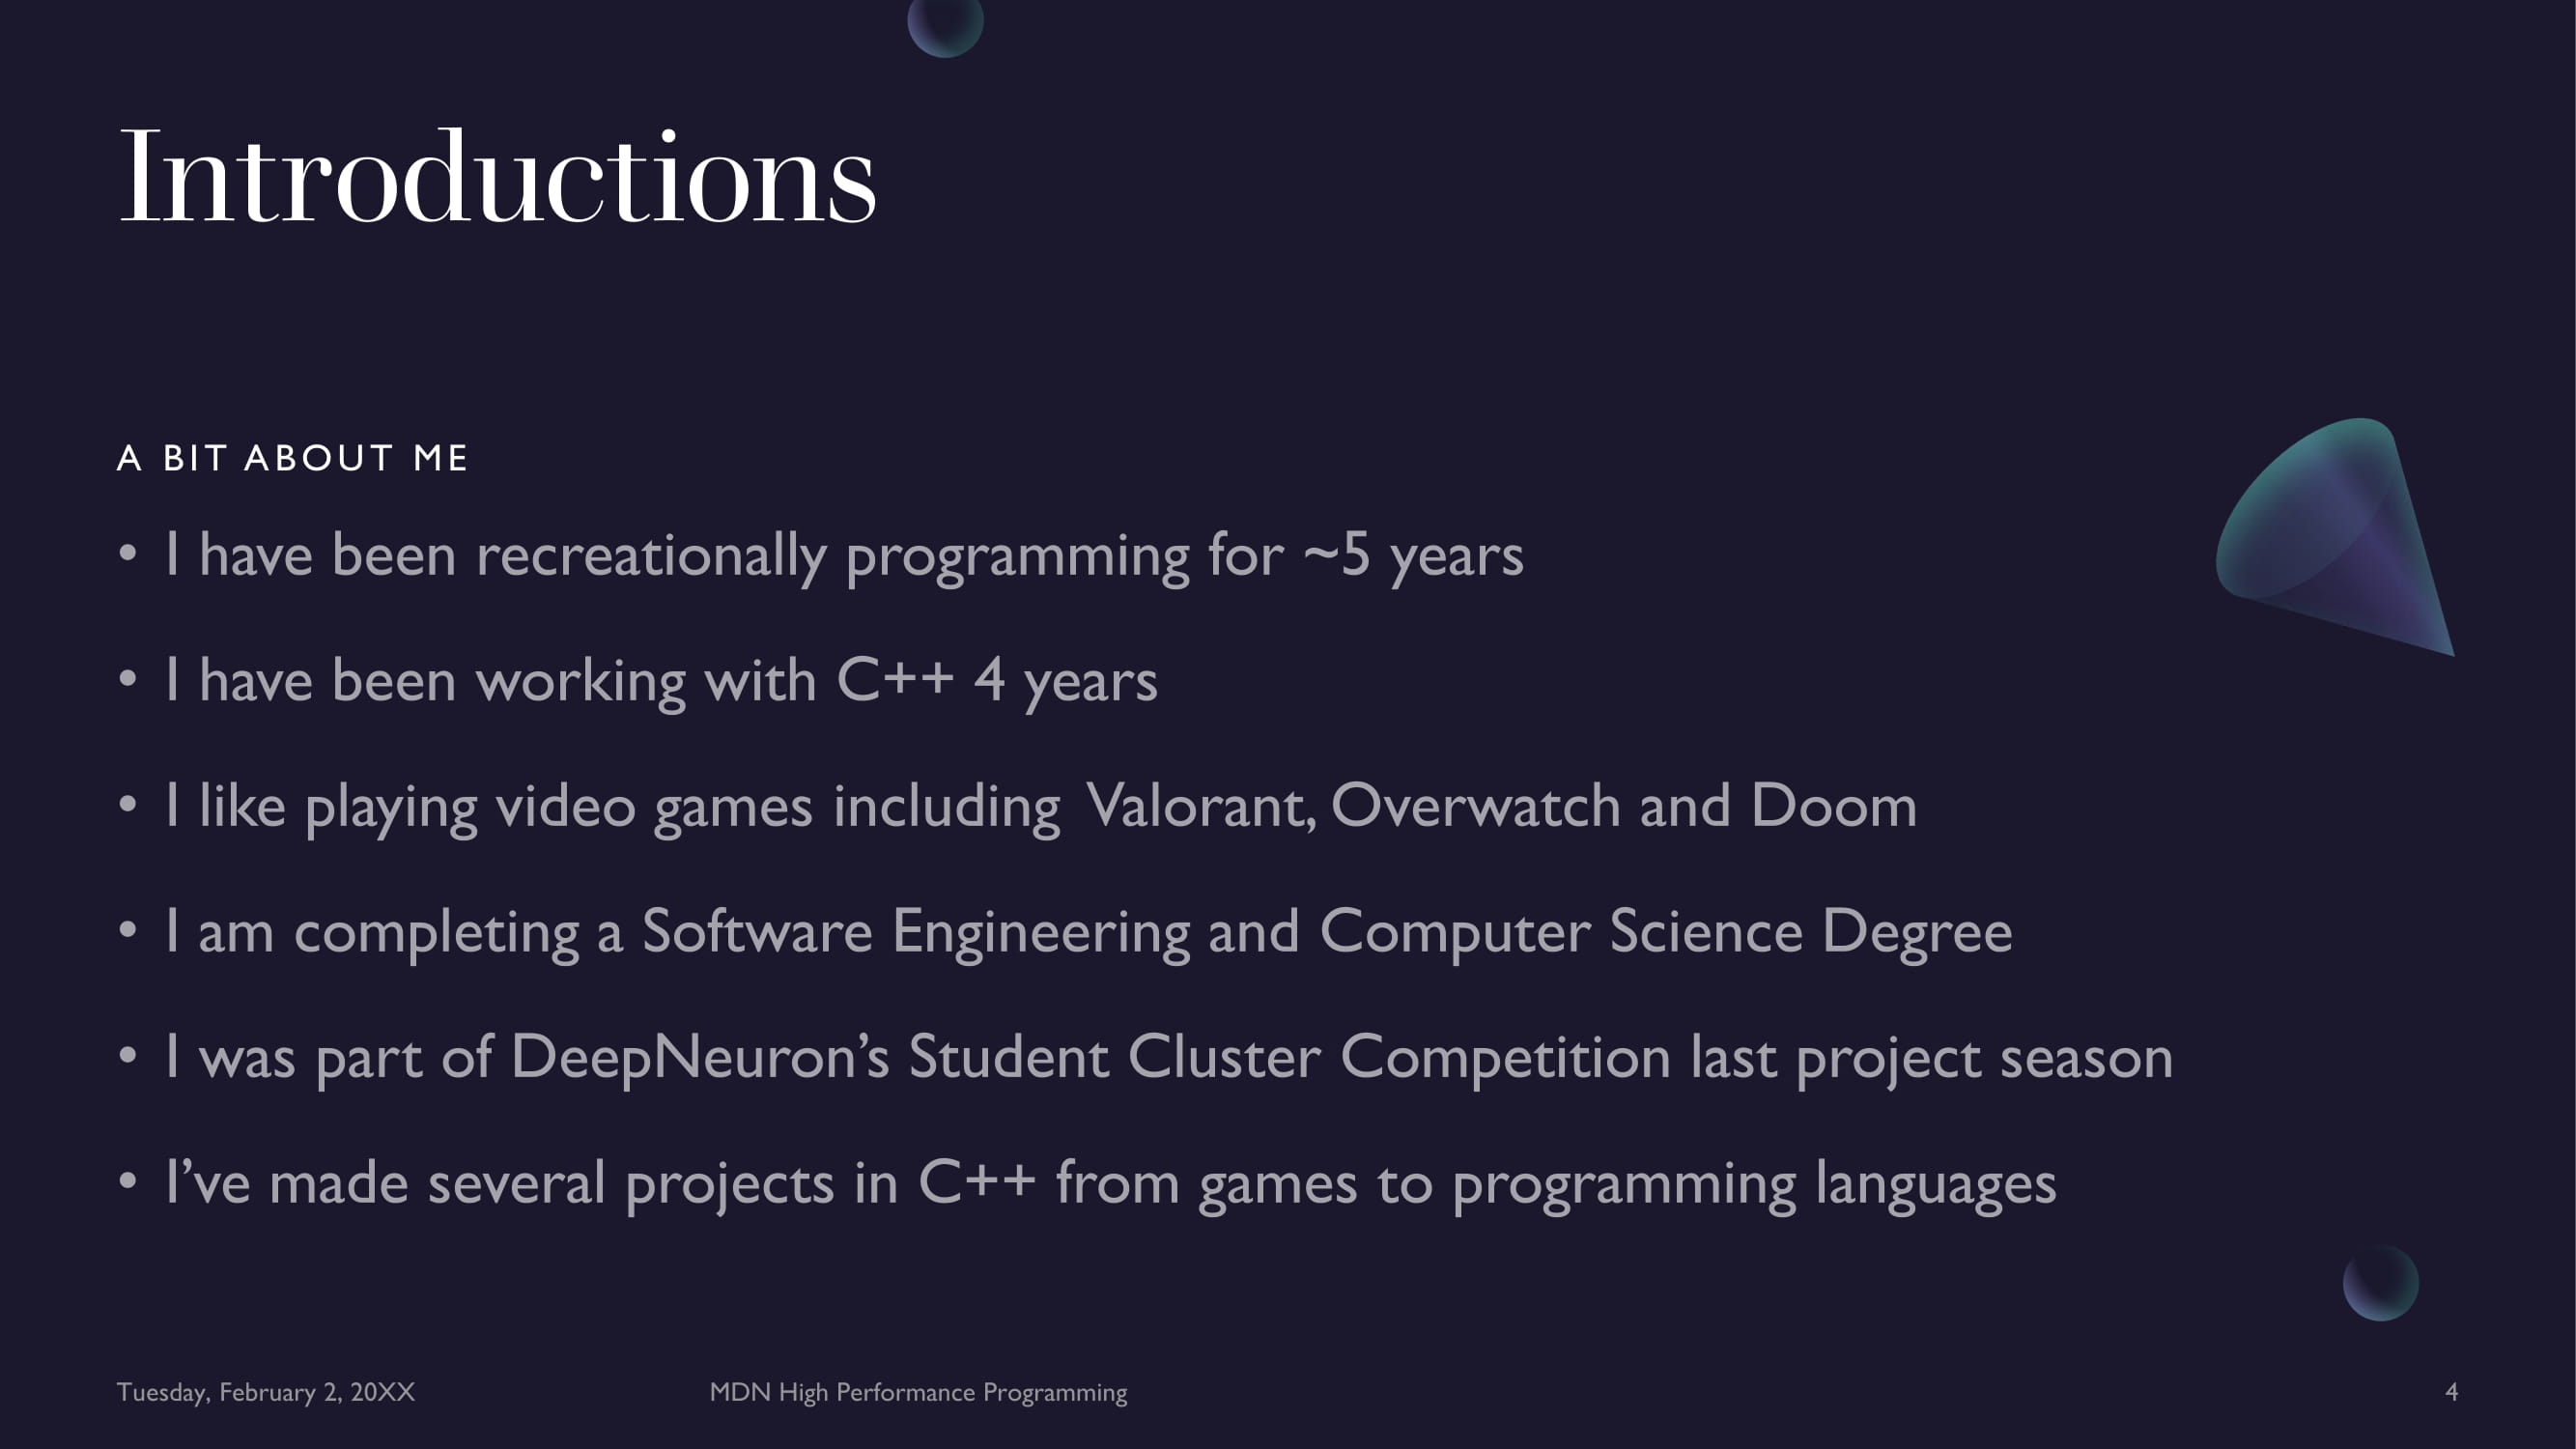 Introductions
A BIT ABOUT ME
• I have been recreationally programming for ~5 years
• I have been working with C++ 4 years
• I like playing video games including Valorant, Overwatch and Doom
• I am completing a Software Engineering and Computer Science Degree
• I was part of DeepNeuron’s Student Cluster Competition last project season
• I’ve made several projects in C++ from games to programming languages
Tuesday, February 2, 20XX
MDN High Performance Programming
4